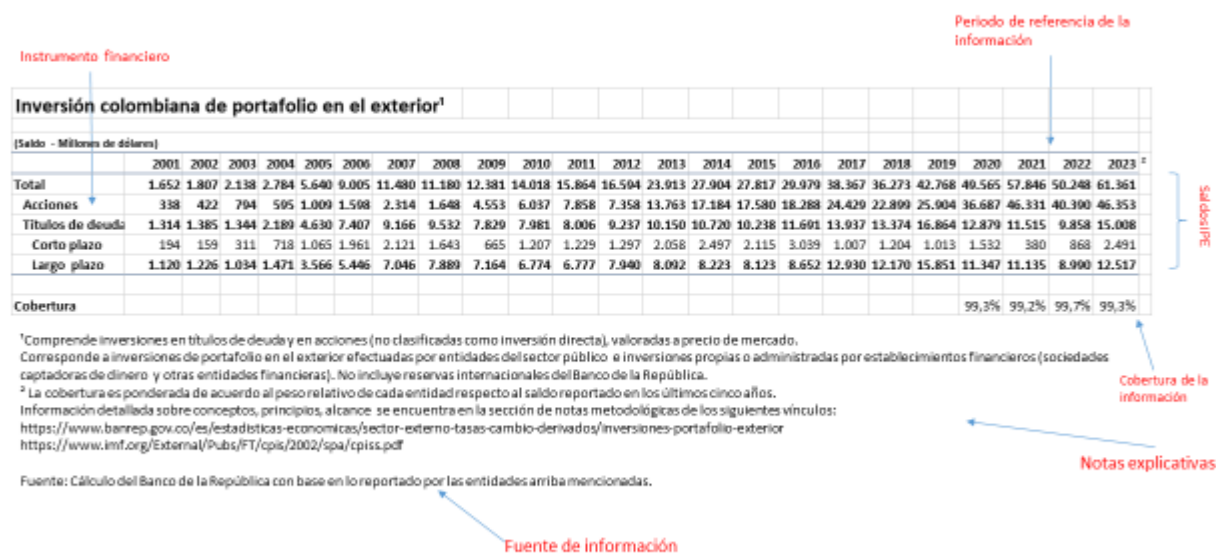 Periodo de referencia de la
información
Instrumento financiero
Inversión colombiana de portafolio en el exterior¹
(Saldo - Millones de dólares)
2001 2002 2003 2004 2005 2006 2007 2008 2009 2010 2011 2012 2013 2014 2015 2016 2017 2018 2019 2020 2021 2022 2023 ²
Total 1.652 1.807 2.138 2.784 5.640 9.005 11.480 11.180 12.381 14.018 15.864 16.594 23.913 27.904 27.817 29.979 38.367 36.273 42.768 49.565 57.846 50.248 61.361
Acciones 338 422 794 595 1.009 1.598 2.314 1.648 4.553 6.037 7.858 7.358 13.763 17.184 17.580 18.288 24.429 22.899 25.904 36.687 46.331 40.390 46.353
Títulos de deuda 1.314 1.385 1.344 2.189 4.630 7.407 9.166 9.532 7.829 7.981 8.006 9.237 10.150 10.720 10.238 11.691 13.937 13.374 16.864 12.879 11.515 9.858 15.008
Corto plazo 194 159 311 718 1.065 1.961 2.121 1.643 665 1.207 1.229 1.297 2.058 2.497 2.115 3.039 1.007 1.204 1.013 1.532 380 868 2.491
Largo plazo 1.120 1.226 1.034 1.471 3.566 5.446 7.046 7.889 7.164 6.774 6.777 7.940 8.092 8.223 8.123 8.652 12.930 12.170 15.851 11.347 11.135 8.990 12.517
Saldos IPE
Cobertura 99,3% 99,2% 99,7% 99,3%
¹Comprende inversiones en títulos de deuda y en acciones (no clasificadas como inversión directa), valoradas a precio de mercado.
Corresponde a inversiones de portafolio en el exterior efectuadas por entidades del sector público e inversiones propias o administradas por establecimientos financieros (sociedades
captadoras de dinero y otras entidades financieras). No incluye reservas internacionales del Banco de la República.
² La cobertura es ponderada de acuerdo al peso relativo de cada entidad respecto al saldo reportado en los últimos cinco años.
Información detallada sobre conceptos, principios, alcance se encuentra en la sección de notas metodológicas de los siguientes vínculos:
https://www.banrep.gov.co/es/estadisticas-economicas/sector-externo-tasas-cambio-derivados/inversiones-portafolio-exterior
https://www.imf.org/External/Pubs/FT/cpis/2002/spa/cpiss.pdf
Cobertura de la
información
Notas explicativas
Fuente: Cálculo del Banco de la República con base en lo reportado por las entidades arriba mencionadas.
Fuente de información